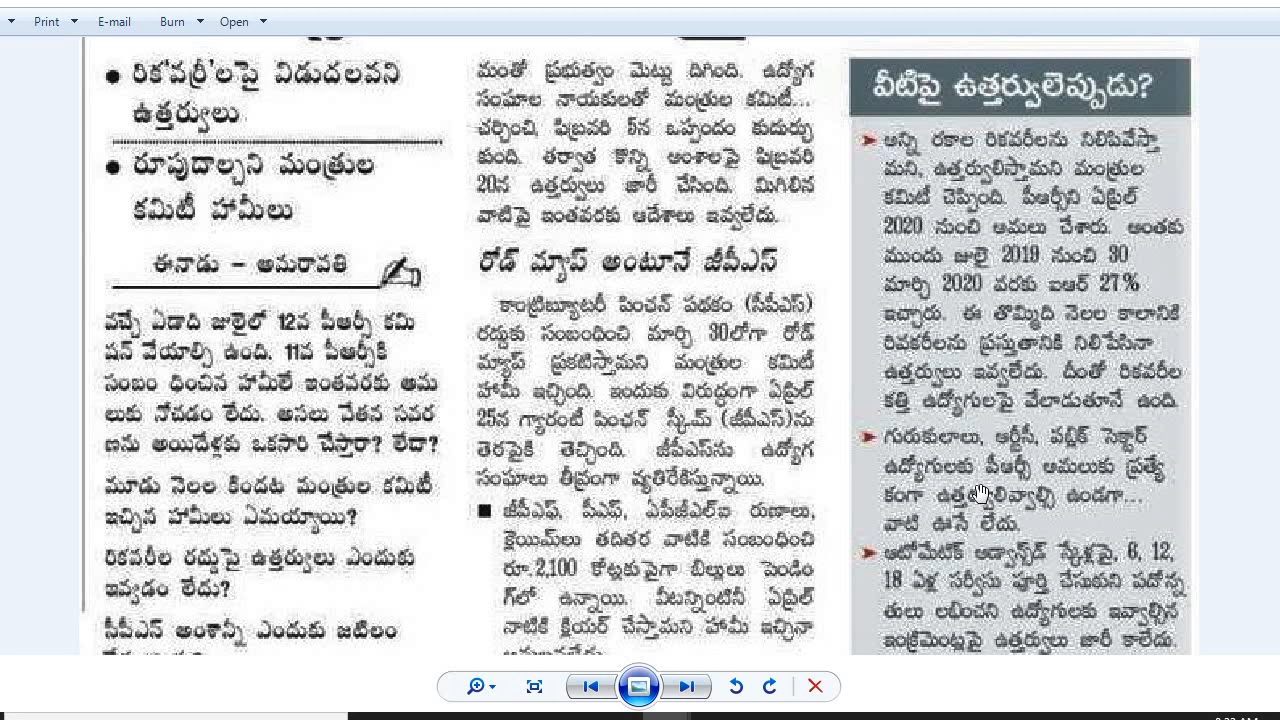 Print
E-mail
Burn
Open
• రికవర్రీ'లపై విడుదలవని
ఉత్తర్వులు
• రూపుదాల్చని మంత్రుల
కమిటీ హామీలు
ఈనాడు - అమరావతి
వచ్చే ఏడాది జులైలో 12వ పీఆర్సీ కమి
షన్ వేయాల్సి ఉంది. 11వ పీఆర్సీకి
సంబం ధించిన హామీలే ఇంతవరకు అమ
లుకు నోచడం లేదు. అసలు వేతన సవర
ణను అయిదేళ్లకు ఒకసారి చేస్తారా? లేదా?
మూడు నెలల కిందట మంత్రుల కమిటీ
ఇచ్చిన హామీలు ఏమయ్యాయి?
రికవరీల రద్దుపై ఉత్తర్వులు ఎందుకు
ఇవ్వడం లేదు?
సీపీఎస్ అంశాన్ని ఎందుకు జటిలం
మంతో ప్రభుత్వం మెట్టు దిగింది. ఉద్యోగ
సంఘాల నాయకులతో మంత్రుల కమిటీ...
చర్చించి, ఫిబ్రవరి 5న ఒప్పందం కుదుర్చు
కుంది. తర్వాత కొన్ని అంశాలపై ఫిబ్రవరి
20న ఉత్తర్వులు జారీ చేసింది. మిగిలిన
వాటిపై ఇంతవరకు ఆదేశాలు ఇవ్వలేదు.
రోడ్ మ్యాప్ అంటూనే జీపీఎస్
కాంట్రిబ్యూటరీ పింఛన్ పథకం (సీపీఎస్)
రద్దుకు సంబంధించి మార్చి 30లోగా రోడ్
మ్యాప్ ప్రకటిస్తామని మంత్రుల కమిటీ
హామీ ఇచ్చింది. ఇందుకు విరుద్ధంగా ఏప్రిల్
25న గ్యారంటీ పింఛన్ స్కీమ్ (జీపీఎస్)ను
తెరపైకి తెచ్చింది. జీపీఎస్‌ను ఉద్యోగ
సంఘాలు తీవ్రంగా వ్యతిరేకిస్తున్నాయి.
■ జీపీఎఫ్, పీఎఫ్, ఏపీజీఎల్ఐ రుణాలు,
క్లెయిమ్‌లు తదితర వాటికి సంబంధించి
రూ.2,100 కోట్లకుపైగా బిల్లులు పెండిం
గ్‌లో ఉన్నాయి. వీటన్నింటినీ ఏప్రిల్
నాటికి క్లియర్ చేస్తామని హామీ ఇచ్చినా
వీటిపై ఉత్తర్వులెప్పుడు?
➤ అన్ని రకాల రికవరీలను నిలిపివేస్తా
మని, ఉత్తర్వులిస్తామని మంత్రుల
కమిటీ చెప్పింది. పీఆర్సీని ఏప్రిల్
2020 నుంచి అమలు చేశారు. అంతకు
ముందు జులై 2019 నుంచి 30
మార్చి 2020 వరకు ఐఆర్ 27%
ఇచ్చారు. ఈ తొమ్మిది నెలల కాలానికి
రివకరీలను ప్రస్తుతానికి నిలిపేసినా
ఉత్తర్వులు ఇవ్వలేదు. దీంతో రికవరీల
కత్తి ఉద్యోగులపై వేలాడుతూనే ఉంది.
➤ గురుకులాలు, ఆర్టీసీ, పబ్లిక్ సెక్టార్
ఉద్యోగులకు పీఆర్సీ అమలుకు ప్రత్యే
కంగా ఉత్తర్వులివ్వాల్సి ఉండగా...
వాటి ఊసే లేదు.
➤ ఆటోమేటిక్ అడ్వాన్స్‌డ్ స్కేళ్లపై, 6, 12,
18 ఏళ్ల సర్వీసు పూర్తి చేసుకుని పదోన్న
తులు లభించని ఉద్యోగులకు ఇవ్వాల్సిన
ఇంక్రిమెంట్లపై ఉత్తర్వులు జారీ కాలేదు.